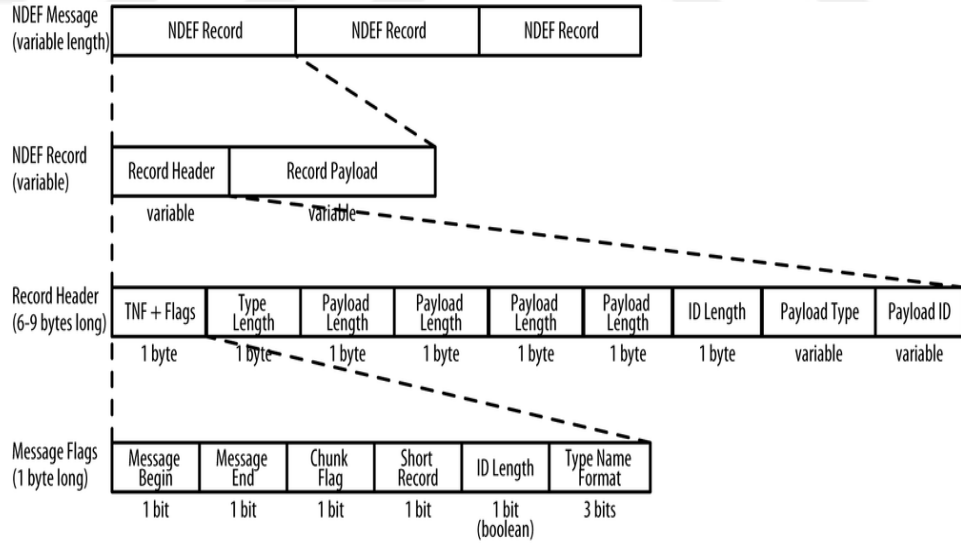 NDEF Message
(variable length)
NDEF Record
NDEF Record
NDEF Record
NDEF Record
(variable)
Record Header
Record Payload
variable
variable
Record Header
(6-9 bytes long)
TNF + Flags
Type
Length
Payload
Length
Payload
Length
Payload
Length
Payload
Length
ID Length
Payload Type
Payload ID
1 byte
1 byte
1 byte
1 byte
1 byte
1 byte
1 byte
variable
variable
Message Flags
(1 byte long)
Message
Begin
Message
End
Chunk
Flag
Short
Record
ID Length
Type Name
Format
1 bit
1 bit
1 bit
1 bit
1 bit
(boolean)
3 bits